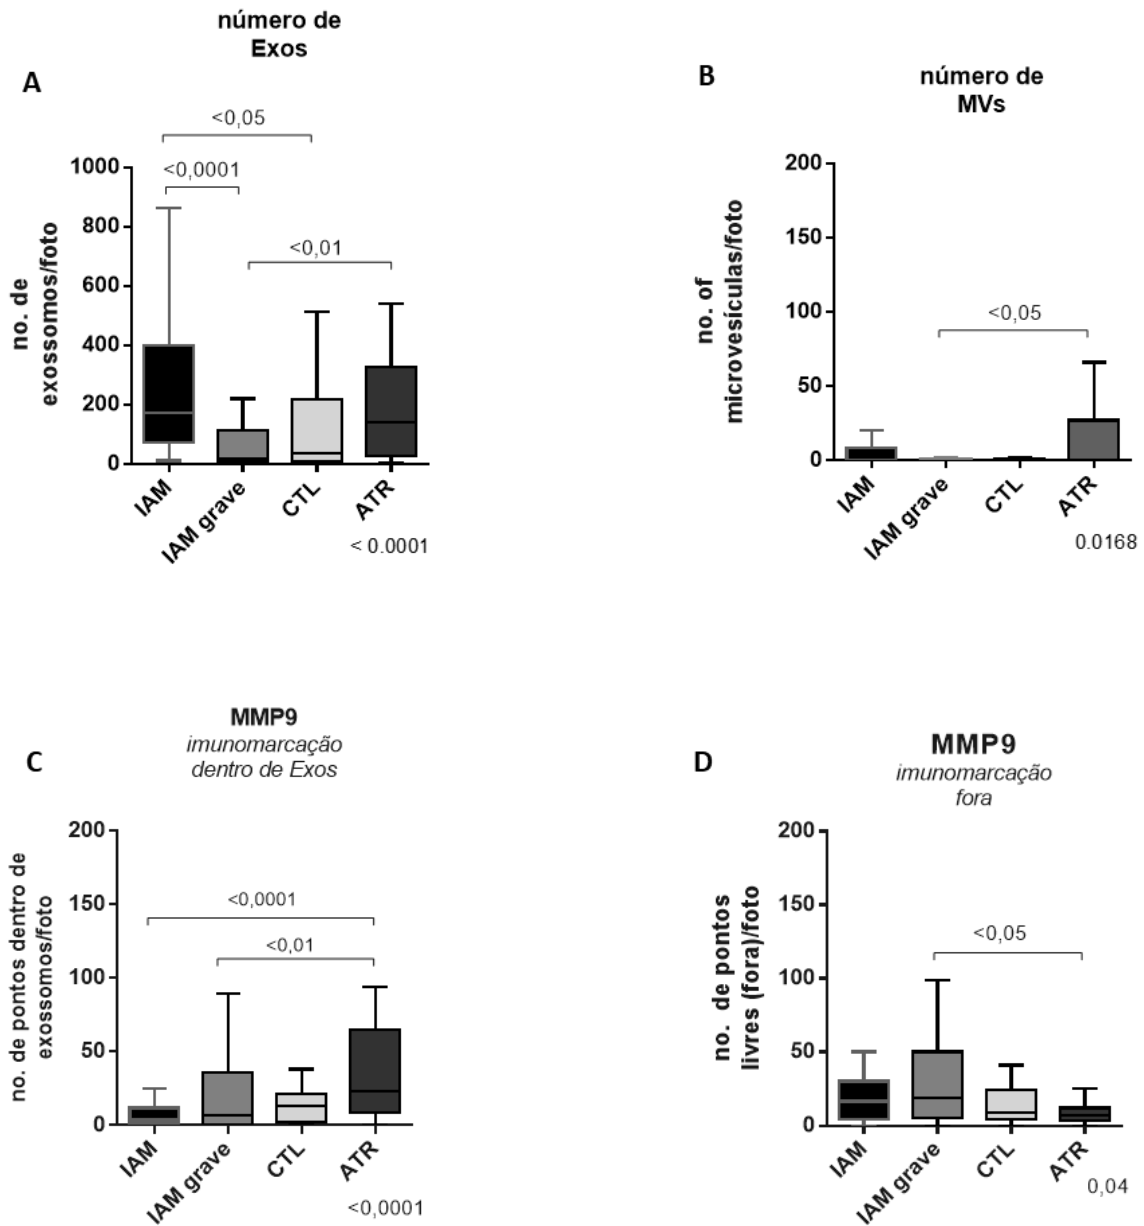 número de
Exos
A
<0,05
<0,0001
<0,01
no. de
exossomos/foto
1000
800
600
400
200
0
IAM
IAM grave
CTL
ATR
< 0.0001
B
número de
MVs
<0,05
no. of
microvesículas/foto
200
150
100
50
0
IAM
IAM grave
CTL
ATR
0.0168
C
MMP9
imunomarcação
dentro de Exos
<0,0001
<0,01
no. de pontos dentro de
exossomos/foto
200
150
100
50
0
IAM
IAM grave
CTL
ATR
<0,0001
D
MMP9
imunomarcação
fora
<0,05
no. de pontos
livres (fora)/foto
200
150
100
50
0
IAM
IAM grave
CTL
ATR
0,04